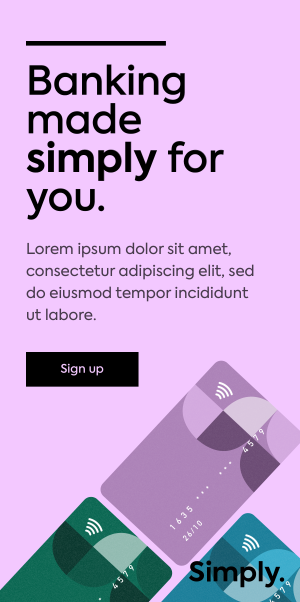 Banking
made
simply for
you.
Lorem ipsum dolor sit amet,
consectetur adipiscing elit, sed
do eiusmod tempor incididunt
ut labore.
Sign up
4579
1635 ••• ••• 4579
26/10
4579
Simply.